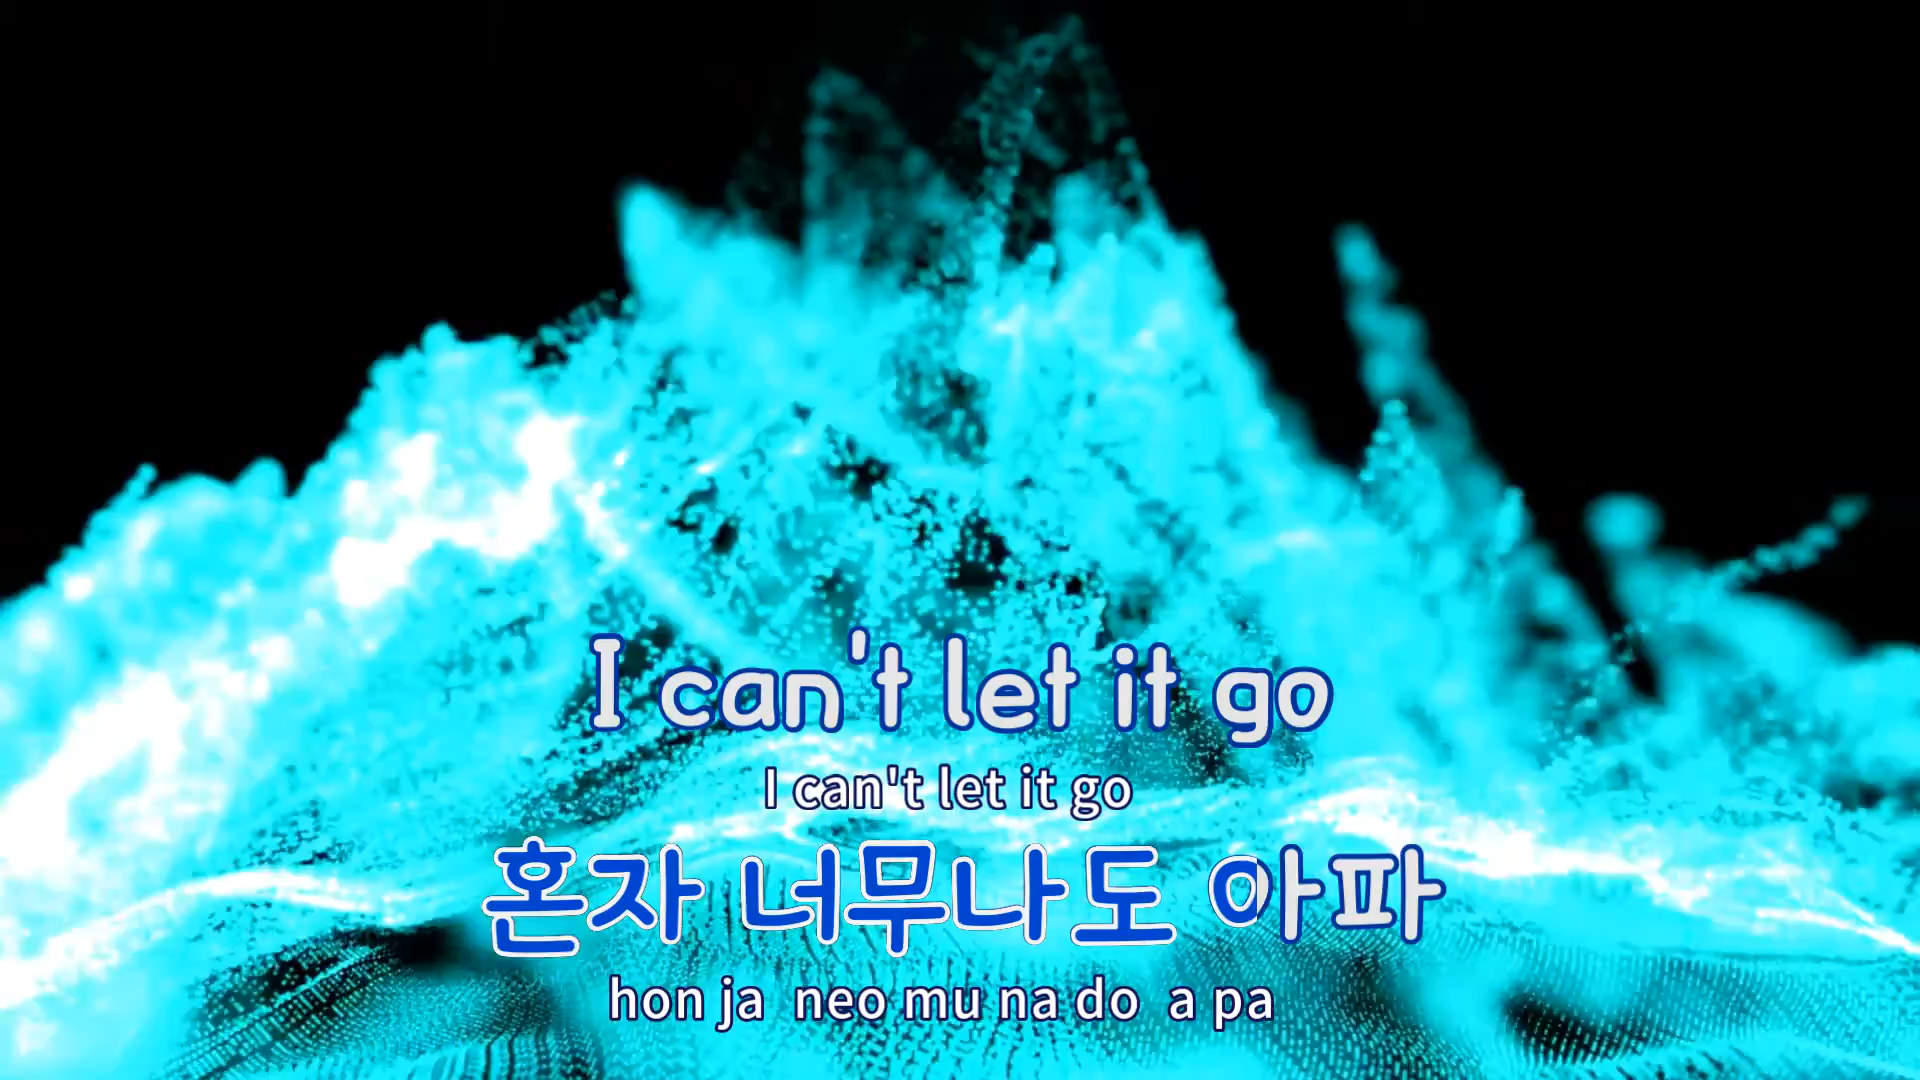 I can't let it go
I can't let it go
혼자 너무나도 아파
hon ja neo mu na do a pa